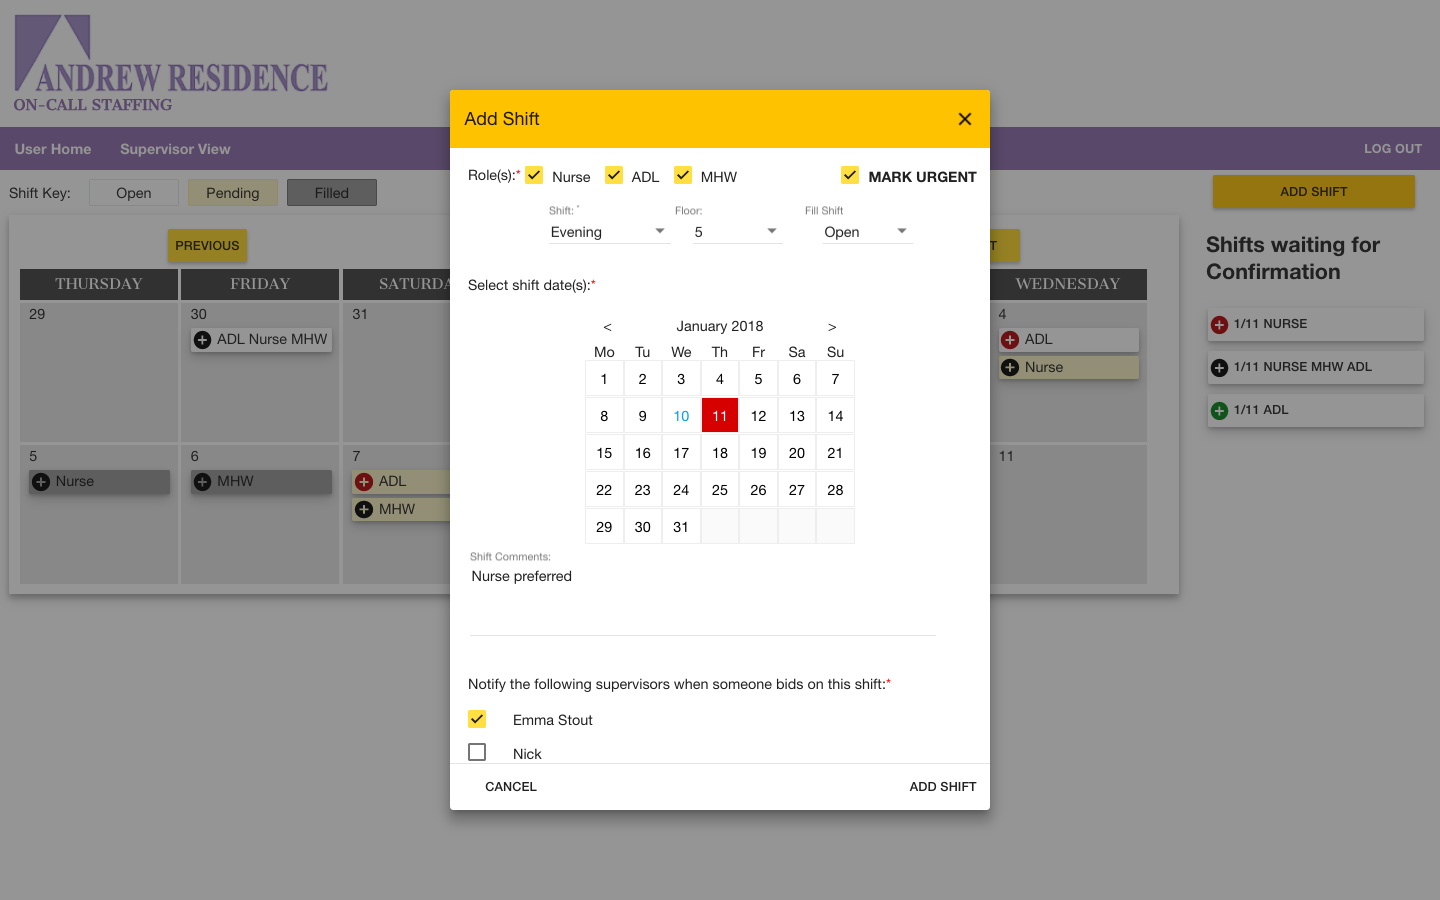 ANDREW RESIDENCE
ON-CALL STAFFING
User Home Supervisor View LOG OUT
Shift Key: Open Pending Filled
ADD SHIFT
PREVIOUS
THURSDAY FRIDAY WEDNESDAY
29 30 31 4
ADL Nurse MHW
ADL
Nurse
5 6 7 11
Nurse
MHW
ADL
MHW
Shifts waiting for
Confirmation
1/11 NURSE
1/11 NURSE MHW ADL
1/11 ADL
Add Shift
Role(s):* Nurse ADL MHW MARK URGENT
Shift: * Floor: Fill Shift
Evening 5 Open
Select shift date(s):*
< January 2018 >
Mo Tu We Th Fr Sa Su
1 2 3 4 5 6 7
8 9 10 11 12 13 14
15 16 17 18 19 20 21
22 23 24 25 26 27 28
29 30 31
Shift Comments:
Nurse preferred
Notify the following supervisors when someone bids on this shift:*
Emma Stout
Nick
CANCEL ADD SHIFT